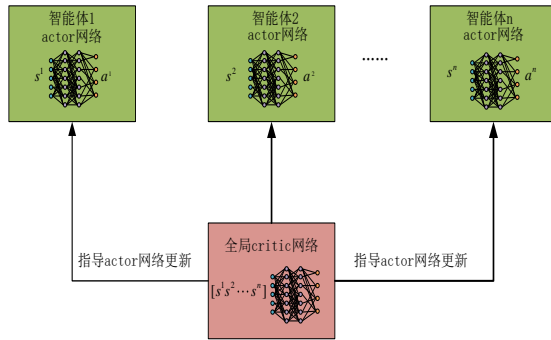 智能体1
actor网络
s¹ a¹
智能体2
actor网络
s² a²
……
智能体n
actor网络
sⁿ aⁿ
全局critic网络
[s¹s²⋯sⁿ]
指导actor网络更新
指导actor网络更新